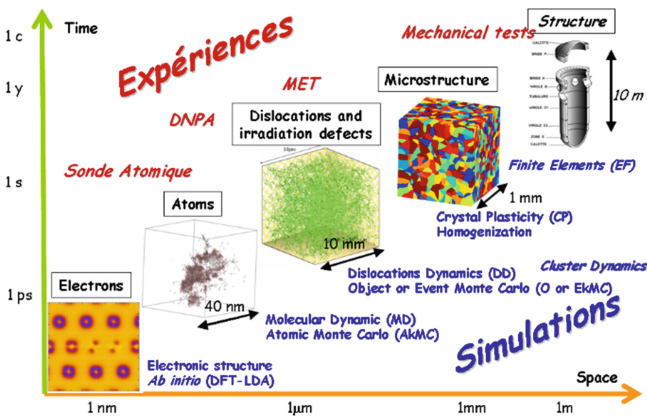 Time
1 c
1 y
1 s
1 ps
Expériences
Mechanical tests
Structure
MET
DNPA
Sonde Atomique
Microstructure
10 m
Dislocations and
irradiation defects
Finite Elements (EF)
1 mm
Crystal Plasticity (CP)
Homogenization
Atoms
10 mm
Dislocations Dynamics (DD)
Object or Event Monte Carlo (O or EkMC)
Cluster Dynamics
Electrons
40 nm
Molecular Dynamic (MD)
Atomic Monte Carlo (AkMC)
Simulations
Electronic structure
Ab initio (DFT-LDA)
Space
1 nm
1μm
1mm
1m